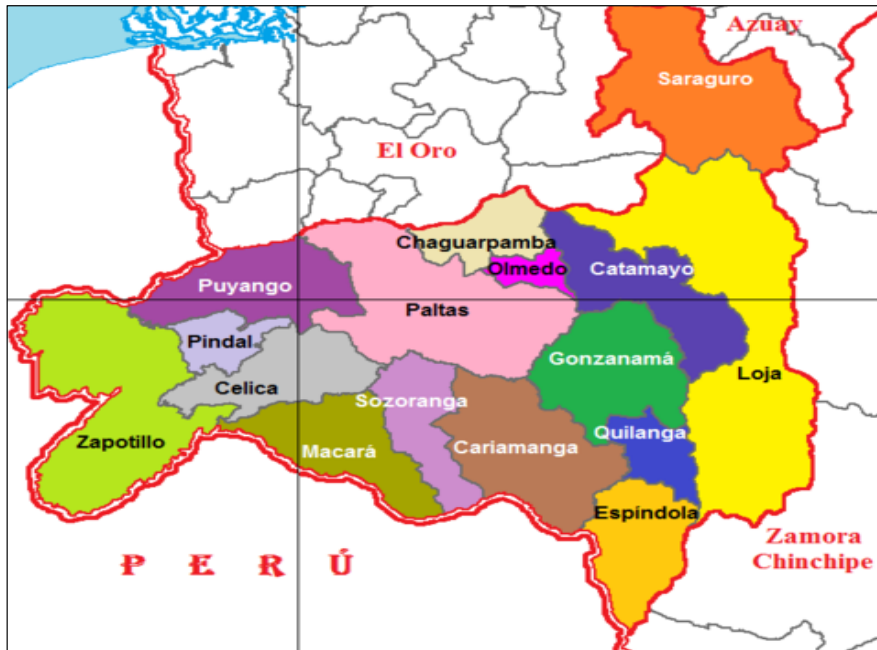 Azuay
Saraguro
El Oro
Chaguarpamba
Olmedo
Catamayo
Puyango
Paltas
Pindal
Gonzanamá
Loja
Celica
Sozoranga
Zapotillo
Macará
Cariamanga
Quilanga
Espíndola
Zamora
Chinchipe
P E R Ú